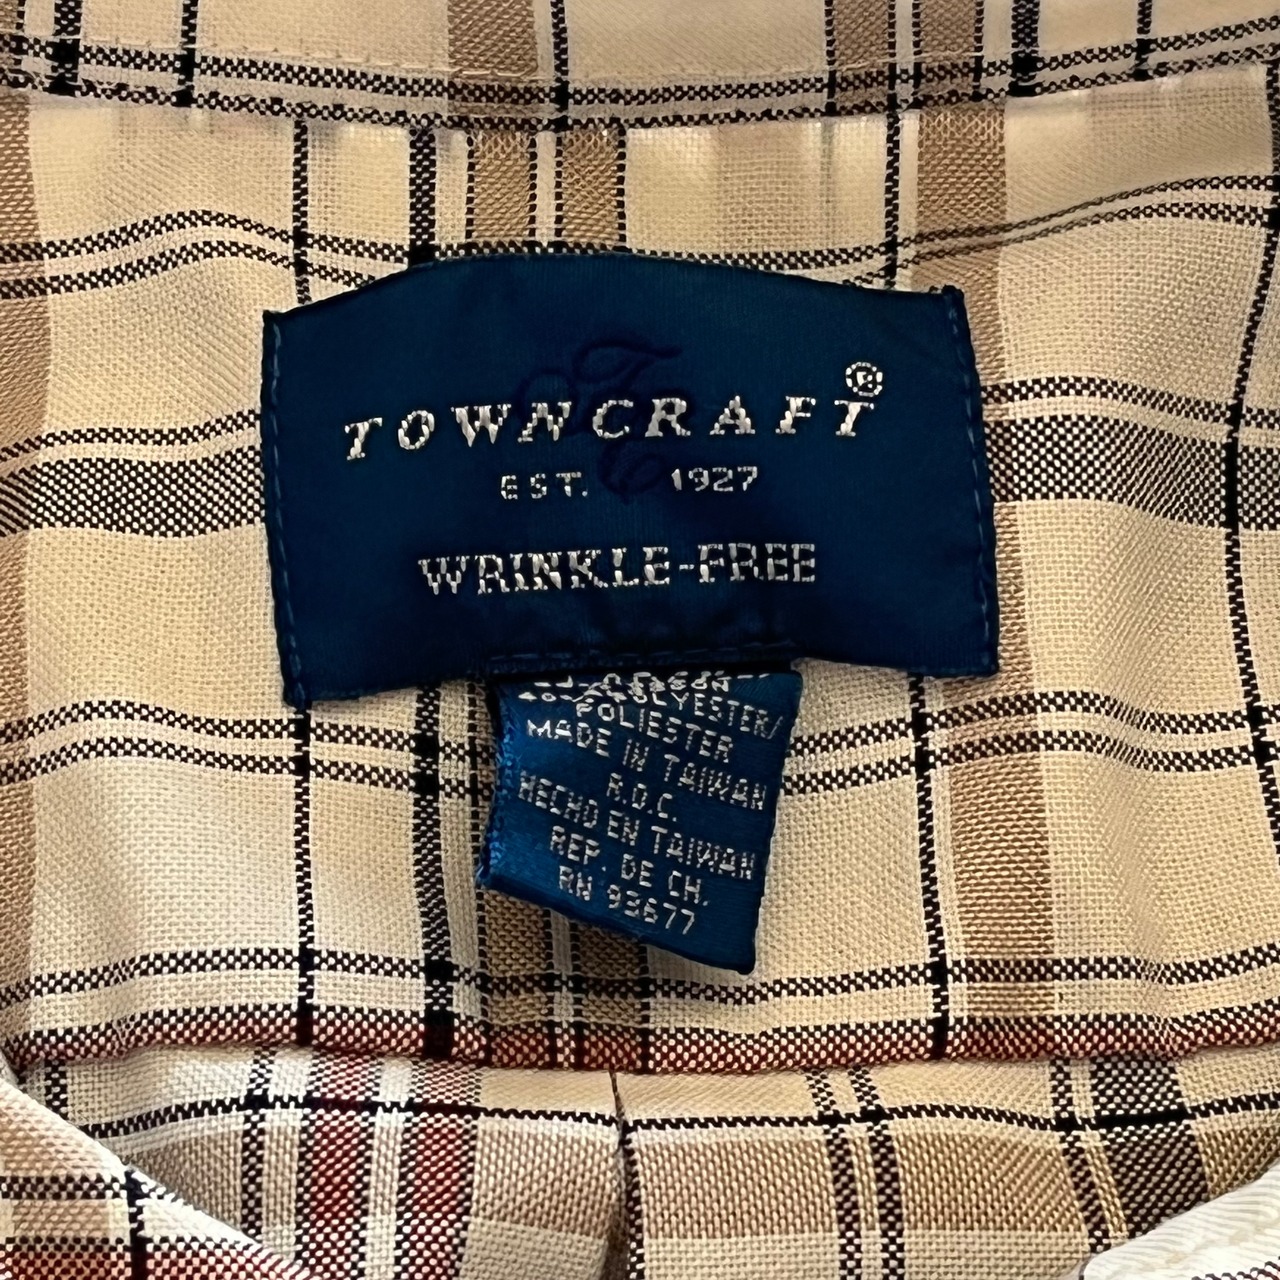 TOWNCRAFT®
EST. 1927
WRINKLE-FREE
POLYESTER/
POLIESTER
MADE IN TAIWAN
R.O.C.
HECHO EN TAIWAN
REP. DE CH.
RN 93677